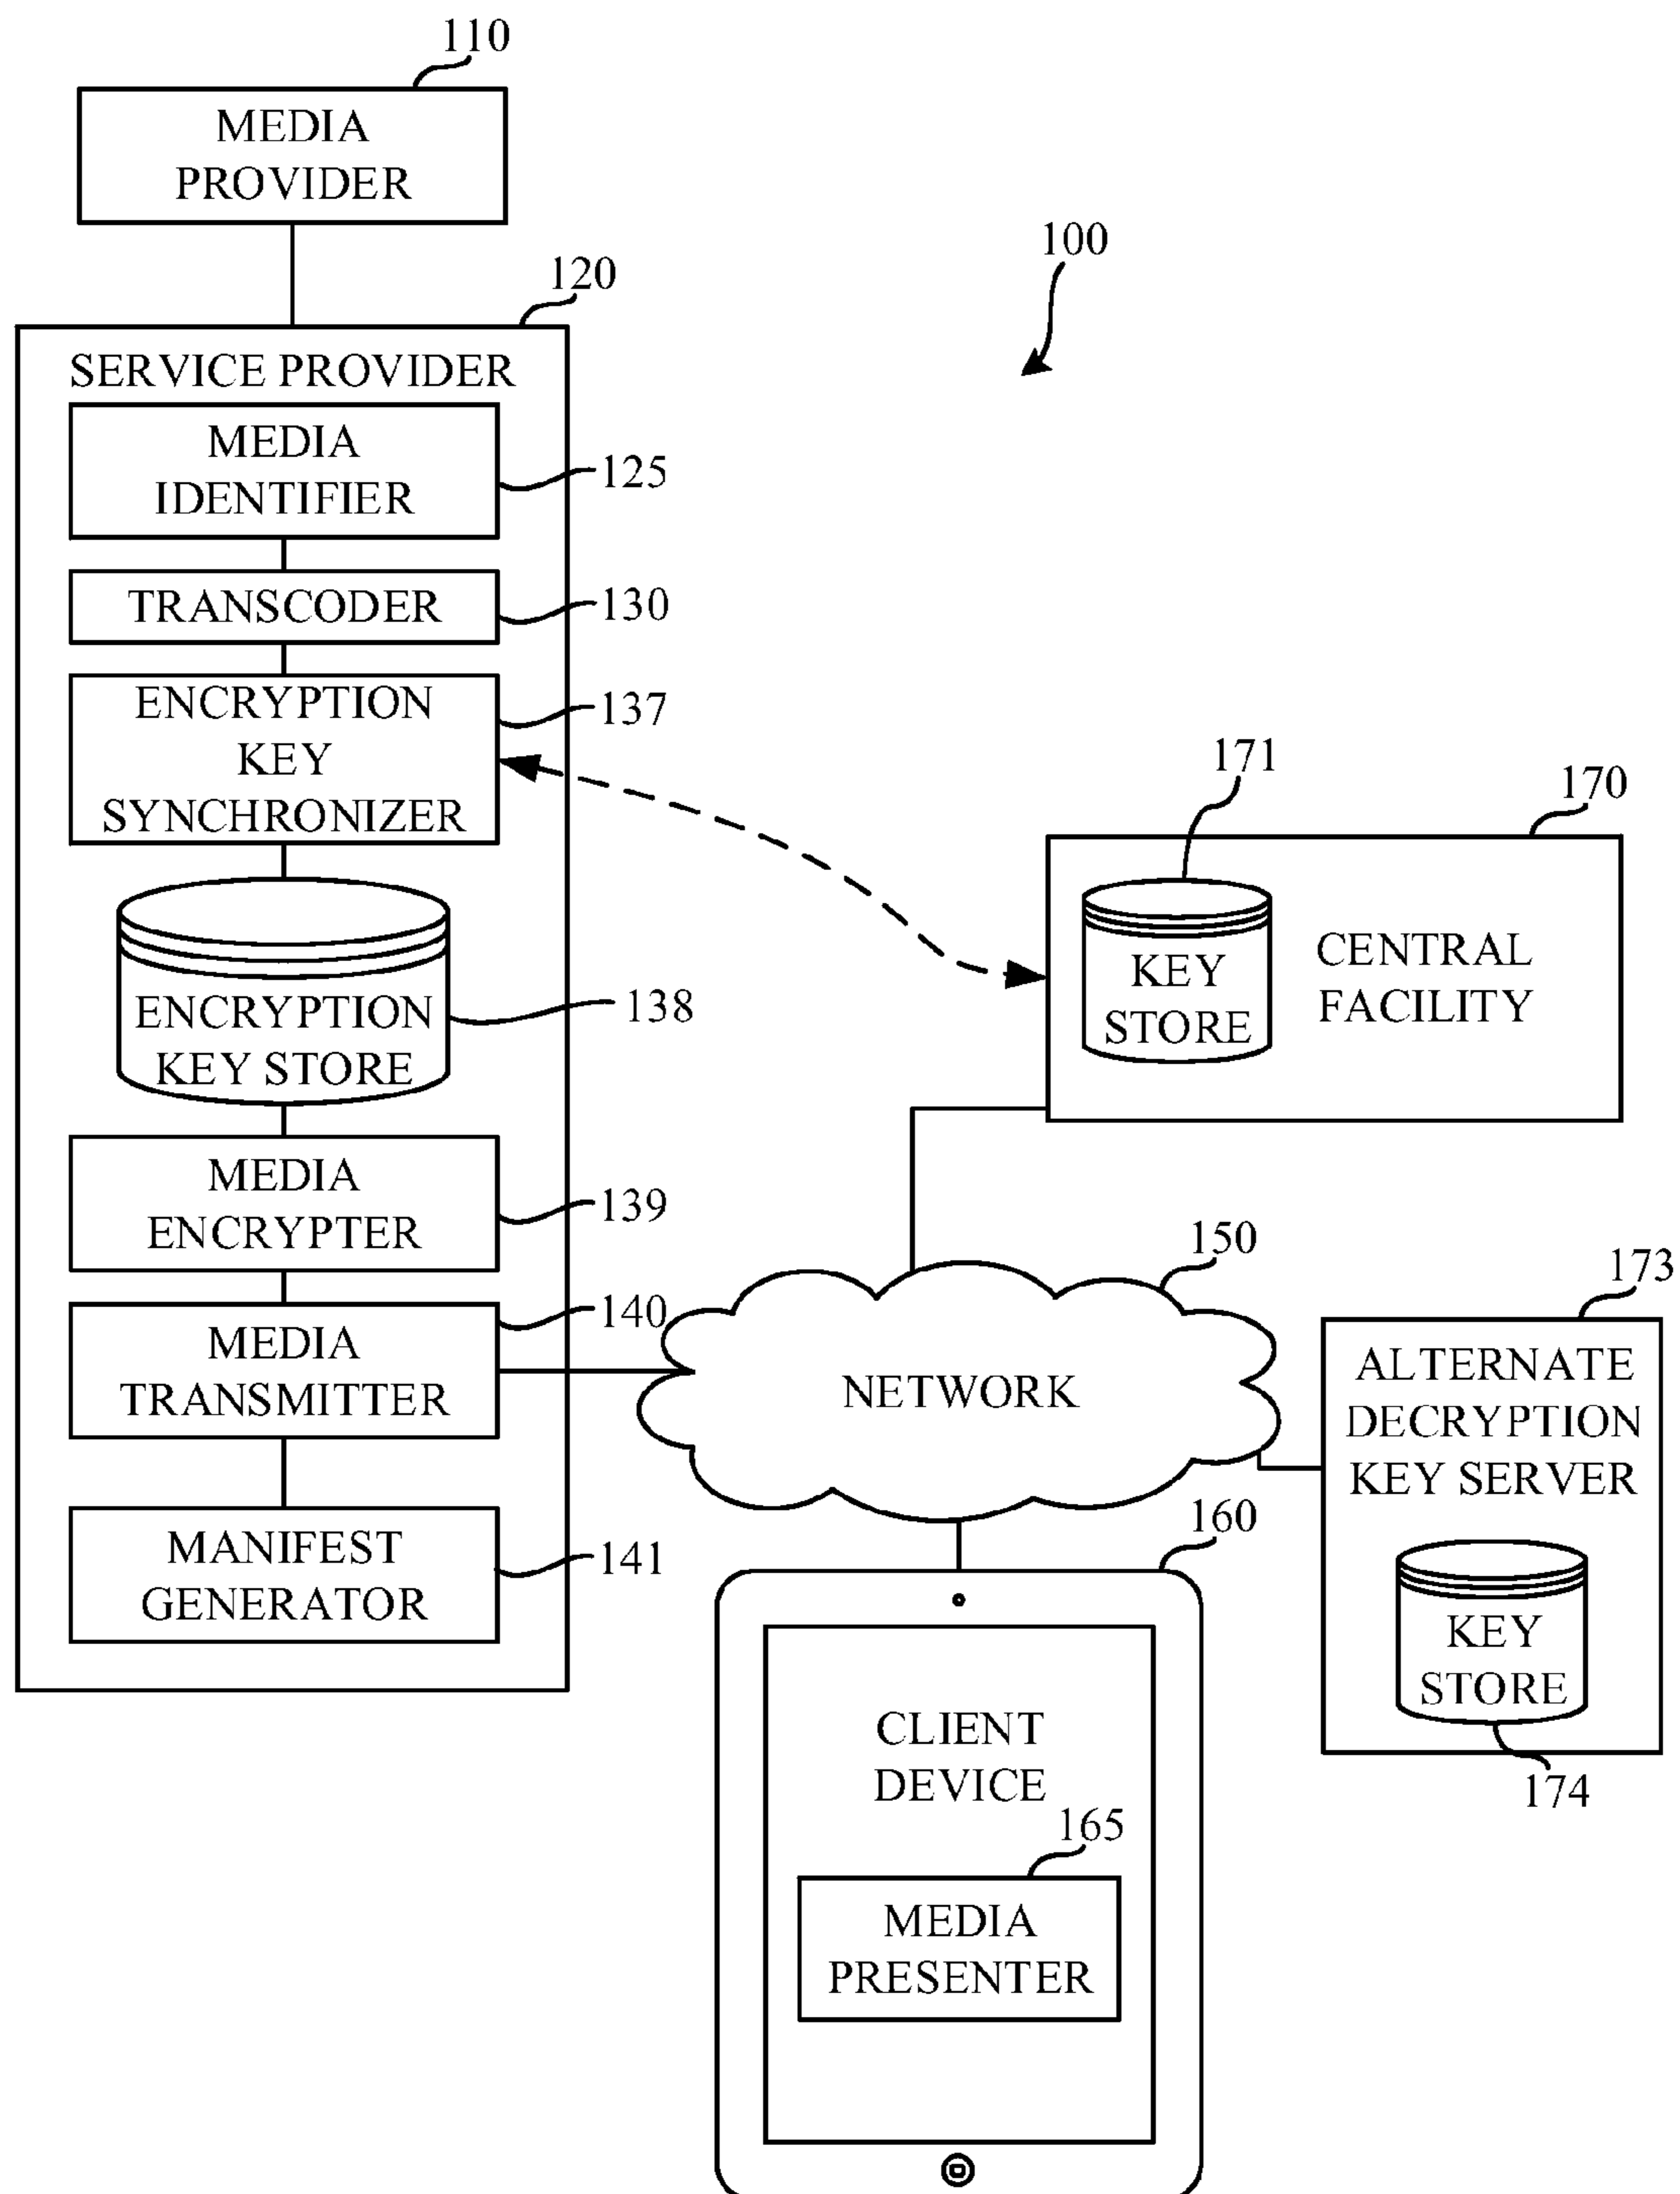 110
MEDIA
PROVIDER
100
120
SERVICE PROVIDER
MEDIA
IDENTIFIER
125
TRANSCODER
130
ENCRYPTION
KEY
SYNCHRONIZER
137
ENCRYPTION
KEY STORE
138
MEDIA
ENCRYPTER
139
MEDIA
TRANSMITTER
140
MANIFEST
GENERATOR
141
171
170
KEY
STORE
CENTRAL
FACILITY
150
NETWORK
173
ALTERNATE
DECRYPTION
KEY SERVER
KEY
STORE
174
160
CLIENT
DEVICE
165
MEDIA
PRESENTER